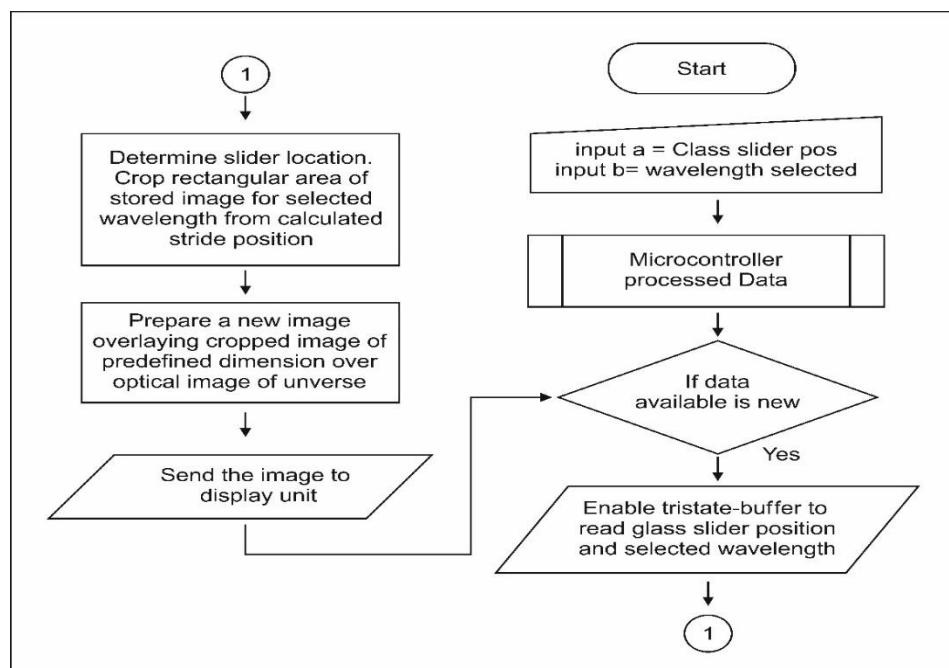 1
Determine slider location.
Crop rectangular area of
stored image for selected
wavelength from calculated
stride position
Prepare a new image
overlaying cropped image of
predefined dimension over
optical image of unverse
Send the image to
display unit
Start
input a = Class slider pos
input b= wavelength selected
Microcontroller
processed Data
If data
available is new
Yes
Enable tristate-buffer to
read glass slider position
and selected wavelength
1